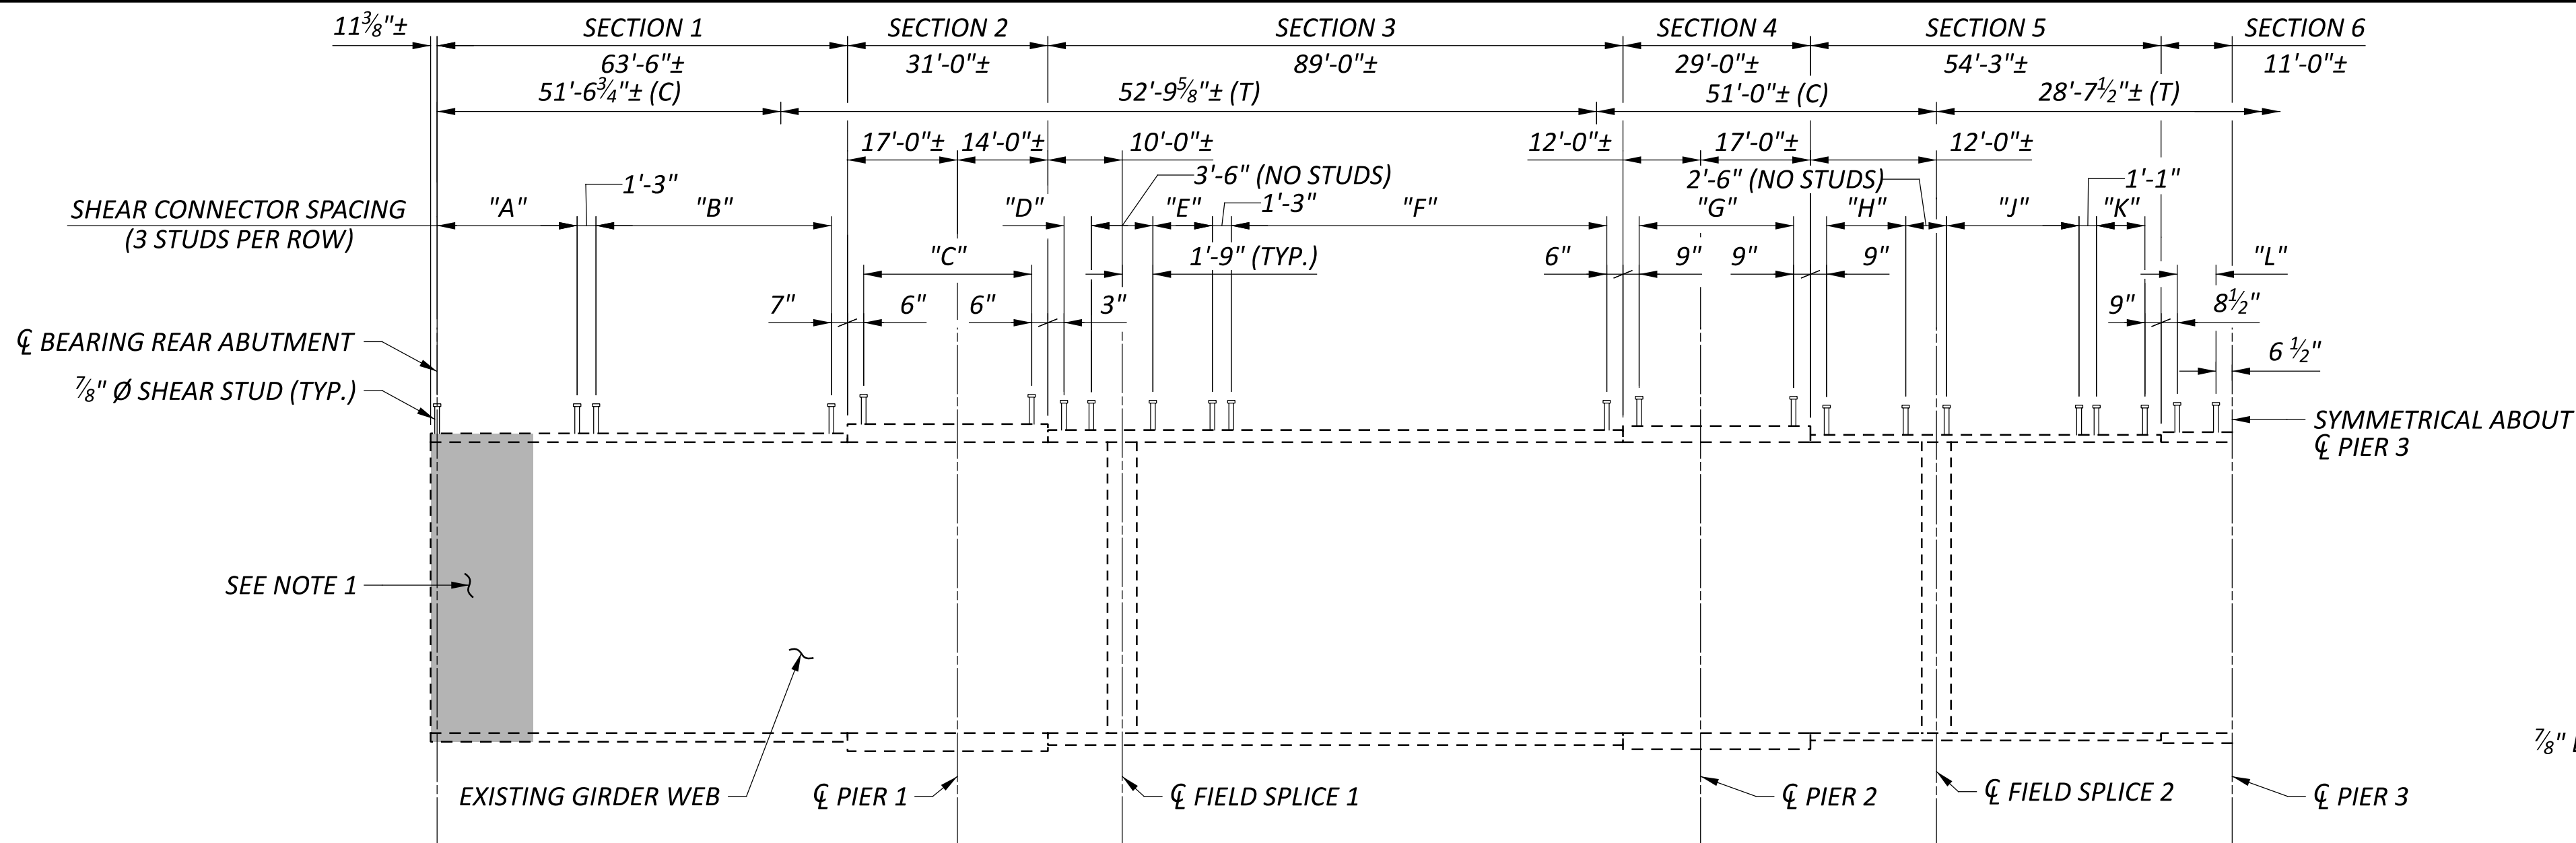 11⅜"± SECTION 1 SECTION 2 SECTION 3 SECTION 4 SECTION 5 SECTION 6
63'-6"± 31'-0"± 89'-0"± 29'-0"± 54'-3"± 11'-0"±
51'-6¾"± (C) 52'-9⅝"± (T) 51'-0"± (C) 28'-7½"± (T)
17'-0"± 14'-0"± 10'-0"± 12'-0"± 17'-0"± 12'-0"±
3'-6" (NO STUDS) 2'-6" (NO STUDS)
1'-3" 1'-1"
SHEAR CONNECTOR SPACING "A" "B" "D" "E" 1'-3" "F" "G" "H" "J" "K"
(3 STUDS PER ROW)
"C" 1'-9" (TYP.) 6" 9" 9" 9" "L"
7" 6" 6" 3" 9" 8½"
℄ BEARING REAR ABUTMENT 6 ½"
⅞" Ø SHEAR STUD (TYP.)
SYMMETRICAL ABOUT
℄ PIER 3
SEE NOTE 1
⅞"
EXISTING GIRDER WEB ℄ PIER 1 ℄ FIELD SPLICE 1 ℄ PIER 2 ℄ FIELD SPLICE 2 ℄ PIER 3